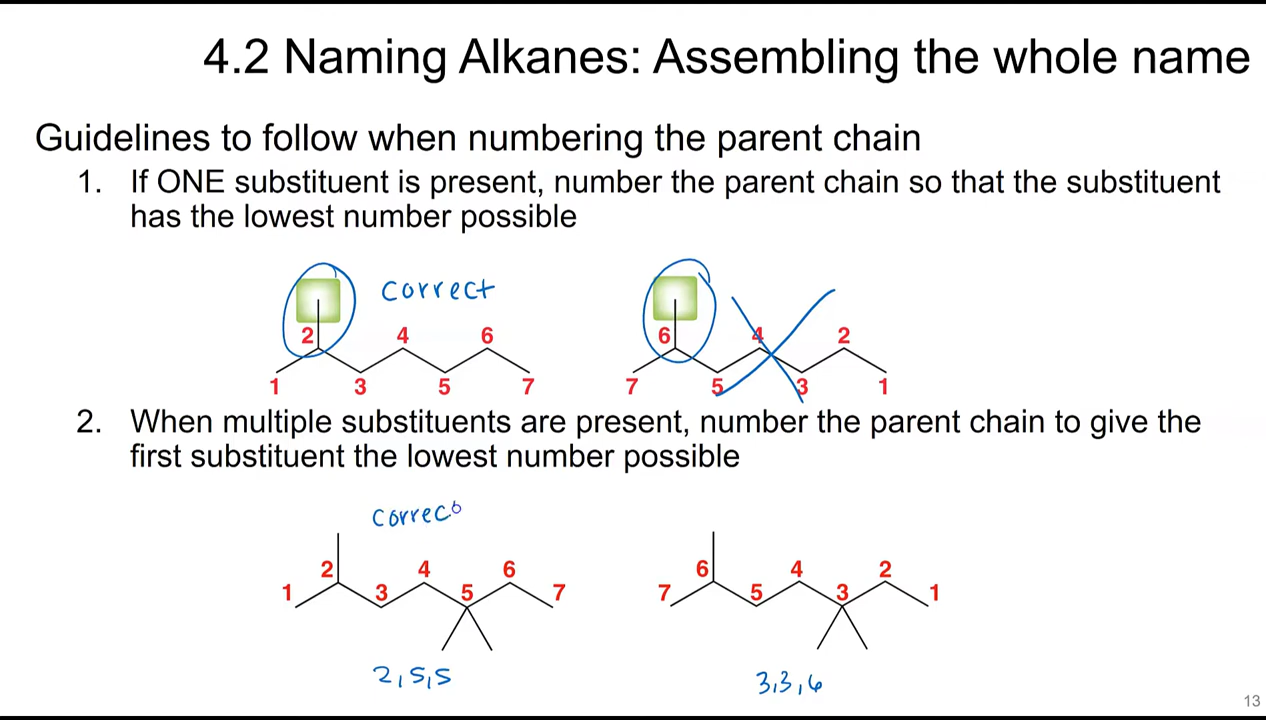 4.2 Naming Alkanes: Assembling the whole name
Guidelines to follow when numbering the parent chain
1. If ONE substituent is present, number the parent chain so that the substituent
has the lowest number possible
correct
2 4 6
1 3 5 7
6 4 2
7 5 3 1
2. When multiple substituents are present, number the parent chain to give the
first substituent the lowest number possible
correc
2 4 6
1 3 5 7
6 4 2
7 5 3 1
2,5,5
3,3,6
13